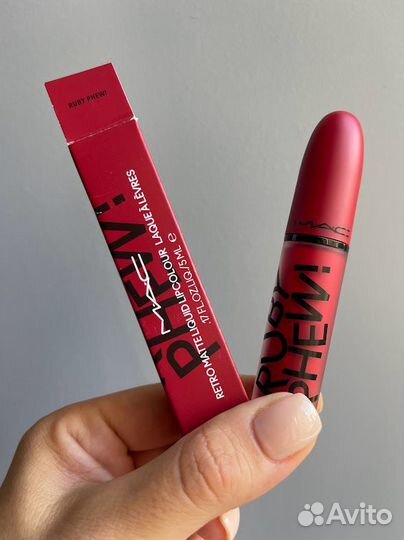 RUBY PHEW!
PHEW!
MAC
RETRO MATTE LIQUID LIPCOLOUR LAQUE À LÈVRES
.17 FL.OZ LIQ/5 ML ℮
MAC
RUBY
PHEW!
Avito